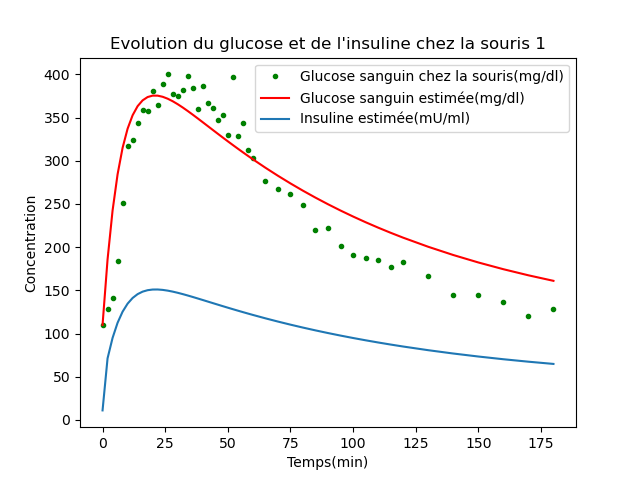 Evolution du glucose et de l'insuline chez la souris 1
Glucose sanguin chez la souris(mg/dl)
Glucose sanguin estimée(mg/dl)
Insuline estimée(mU/ml)
Concentration
400
350
300
250
200
150
100
50
0
0 25 50 75 100 125 150 175
Temps(min)